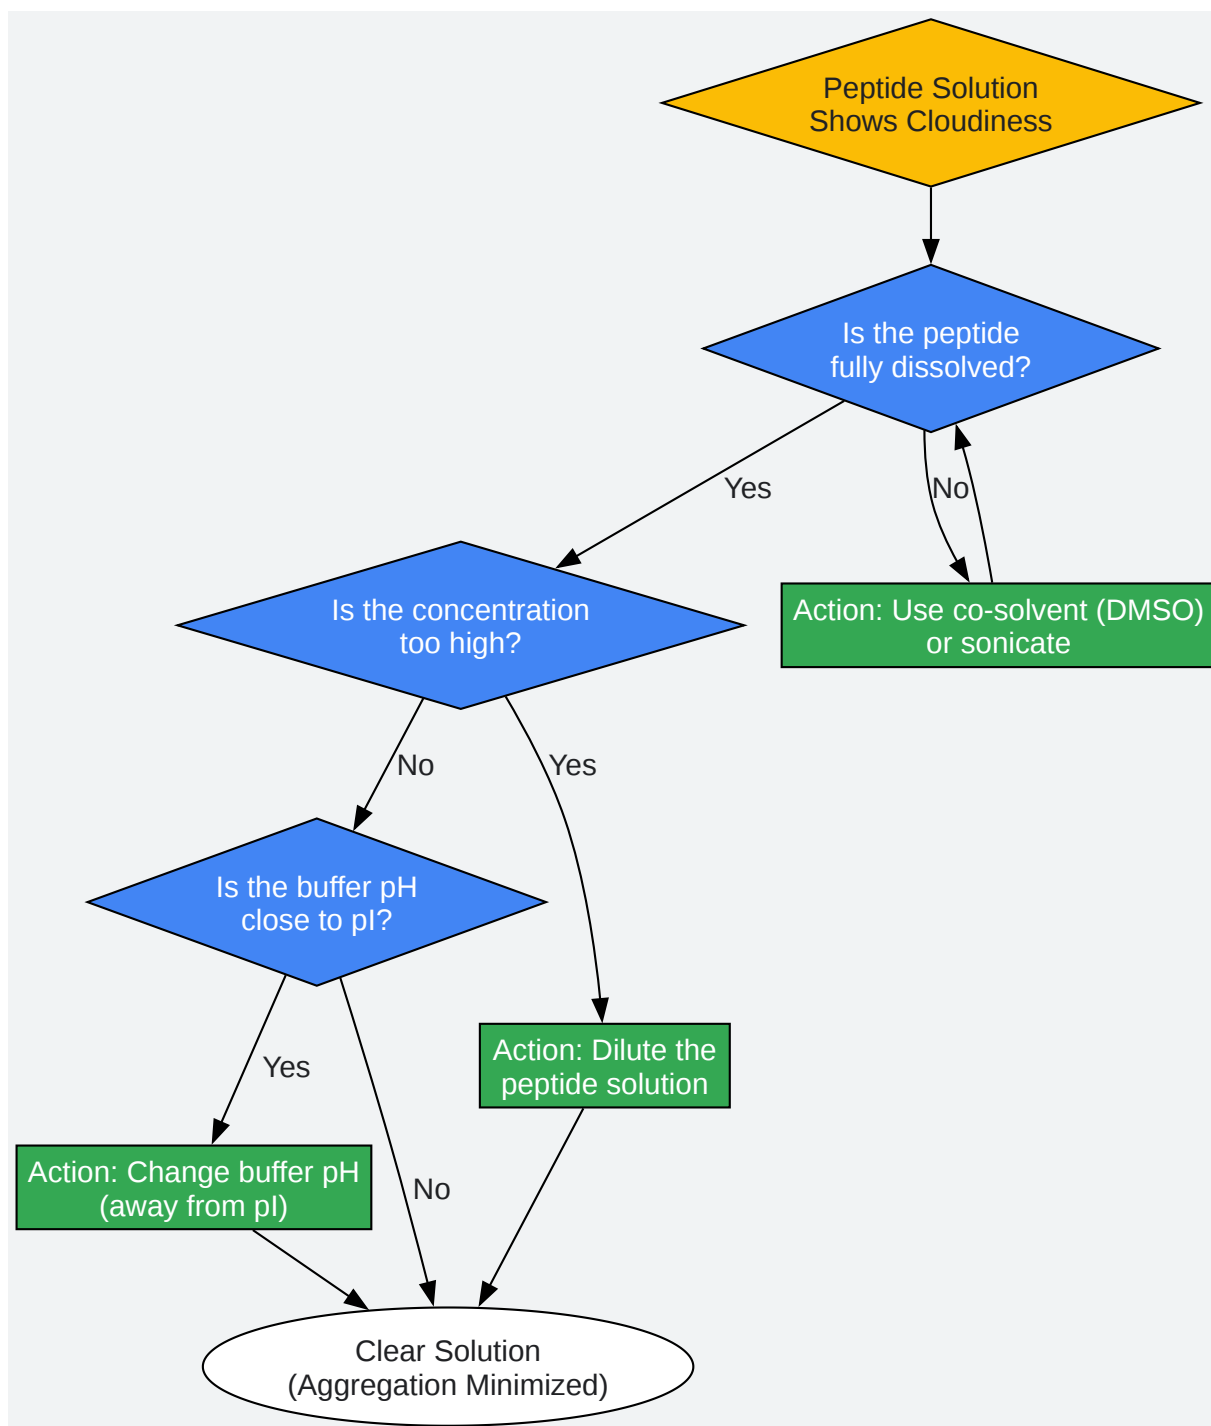 Peptide Solution
Shows Cloudiness
Is the peptide
fully dissolved?
Yes
No
Is the concentration
too high?
Action: Use co-solvent (DMSO)
or sonicate
No
Yes
Is the buffer pH
close to pI?
Yes
Action: Dilute the
peptide solution
Action: Change buffer pH
(away from pI)
No
Clear Solution
(Aggregation Minimized)